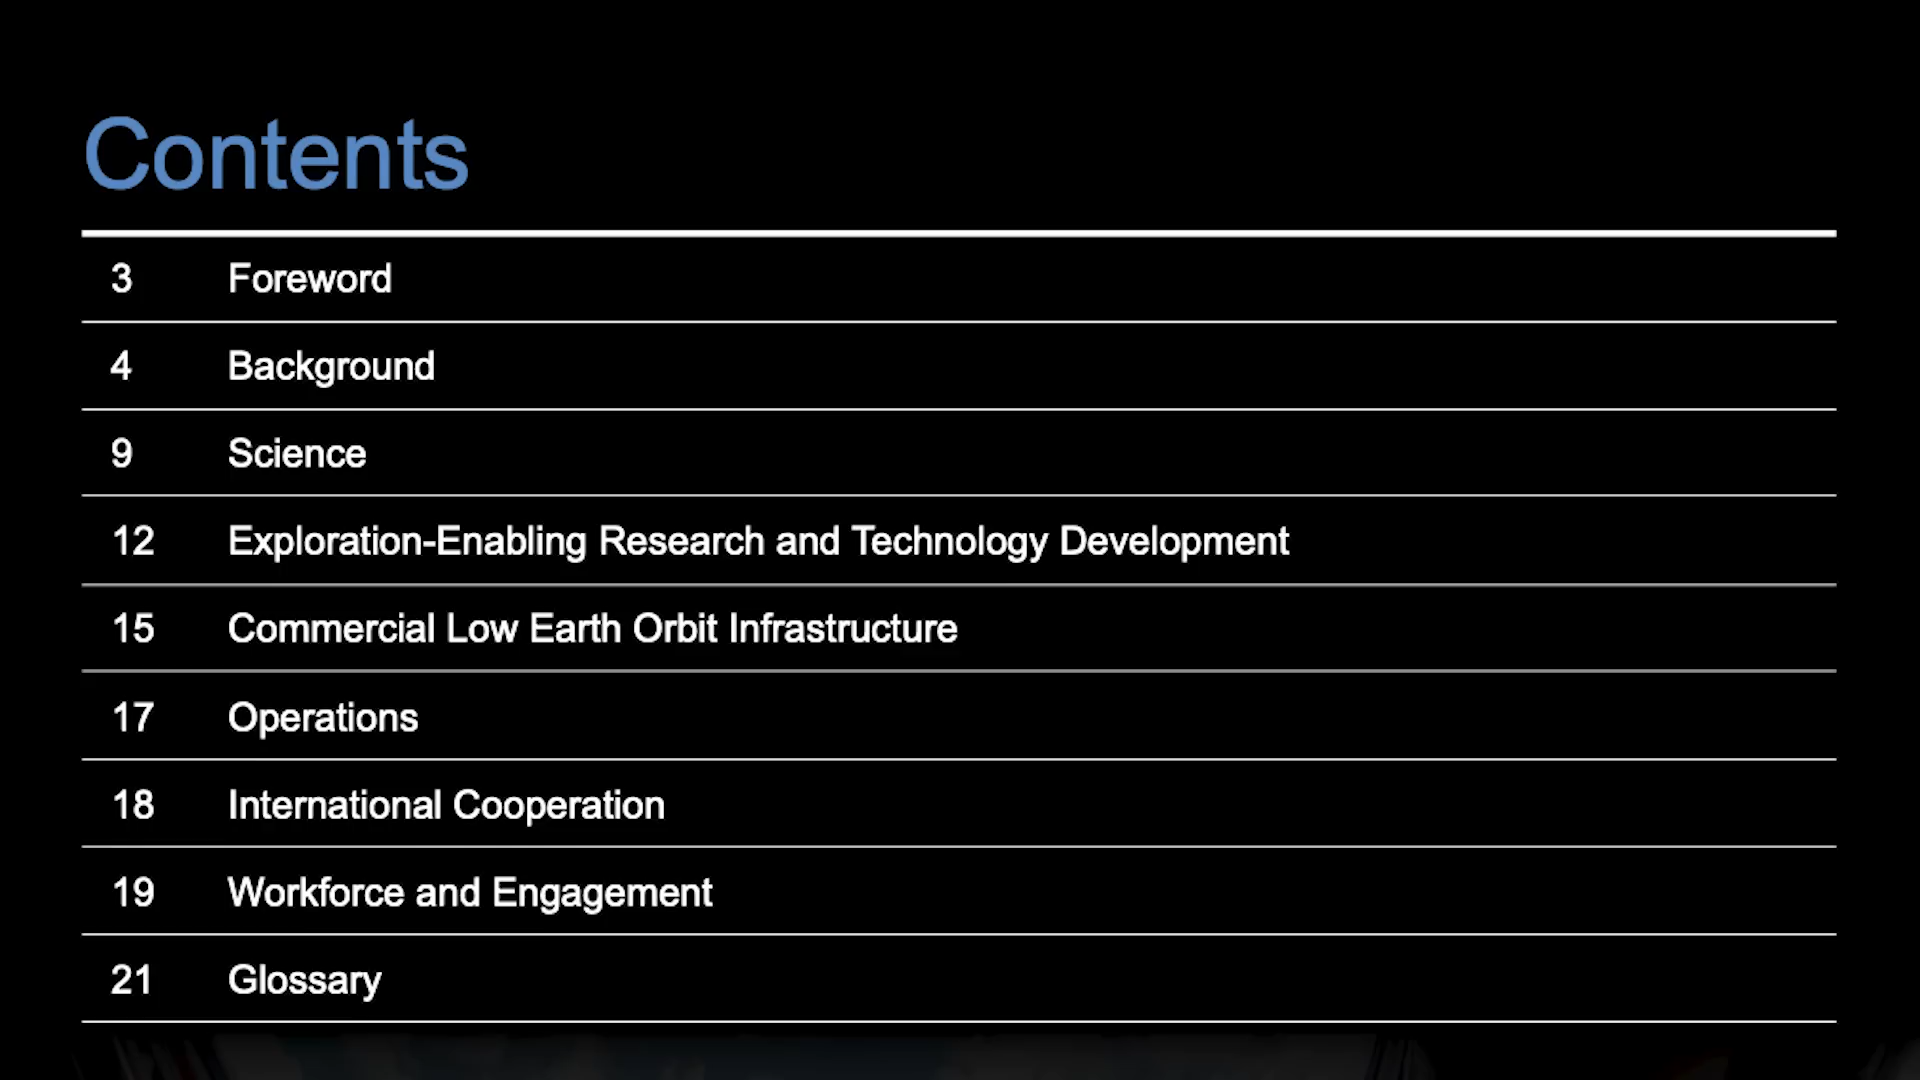 Contents
3 Foreword
4 Background
9 Science
12 Exploration-Enabling Research and Technology Development
15 Commercial Low Earth Orbit Infrastructure
17 Operations
18 International Cooperation
19 Workforce and Engagement
21 Glossary